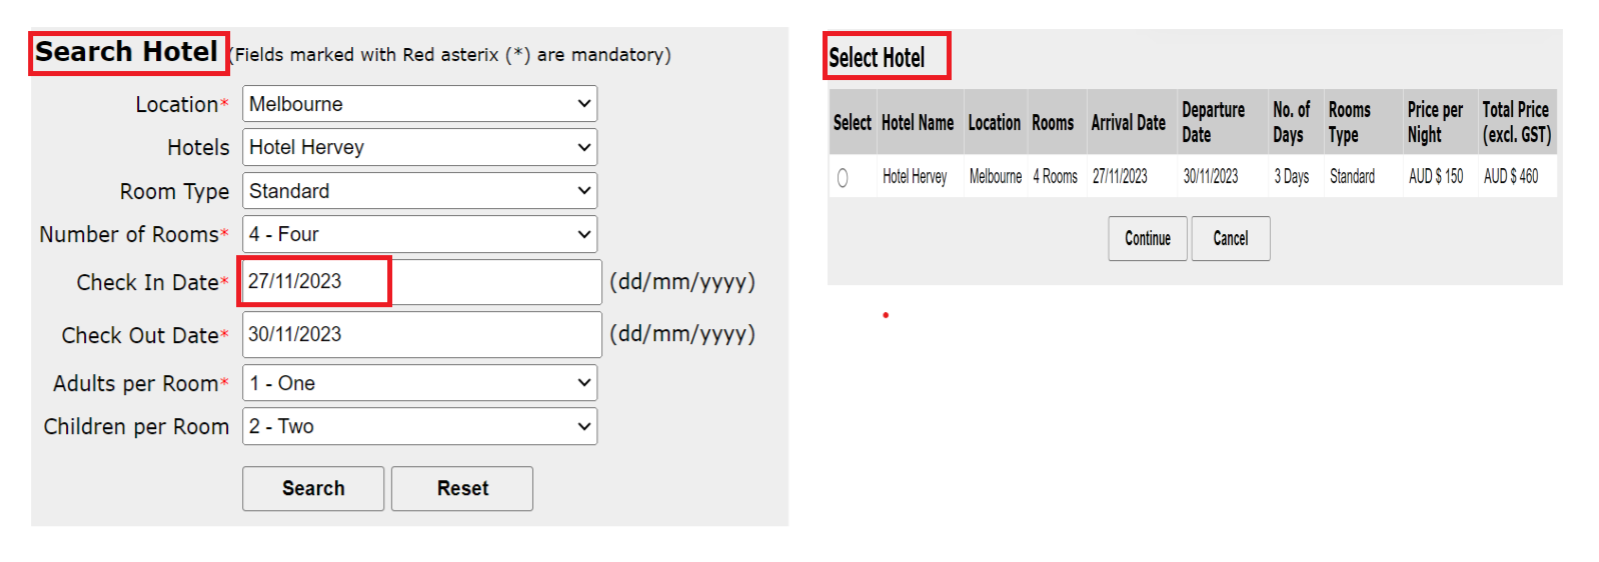 Search Hotel (Fields marked with Red asterix (*) are mandatory)
Location* Melbourne
Hotels Hotel Hervey
Room Type Standard
Number of Rooms* 4 - Four
Check In Date* 27/11/2023 (dd/mm/yyyy)
Check Out Date* 30/11/2023 (dd/mm/yyyy)
Adults per Room* 1 - One
Children per Room 2 - Two
Search Reset
Select Hotel
Select Hotel Name Location Rooms Arrival Date Departure Date No. of Days Rooms Type Price per Night Total Price (excl. GST)
Hotel Hervey Melbourne 4 Rooms 27/11/2023 30/11/2023 3 Days Standard AUD $ 150 AUD $ 460
Continue Cancel